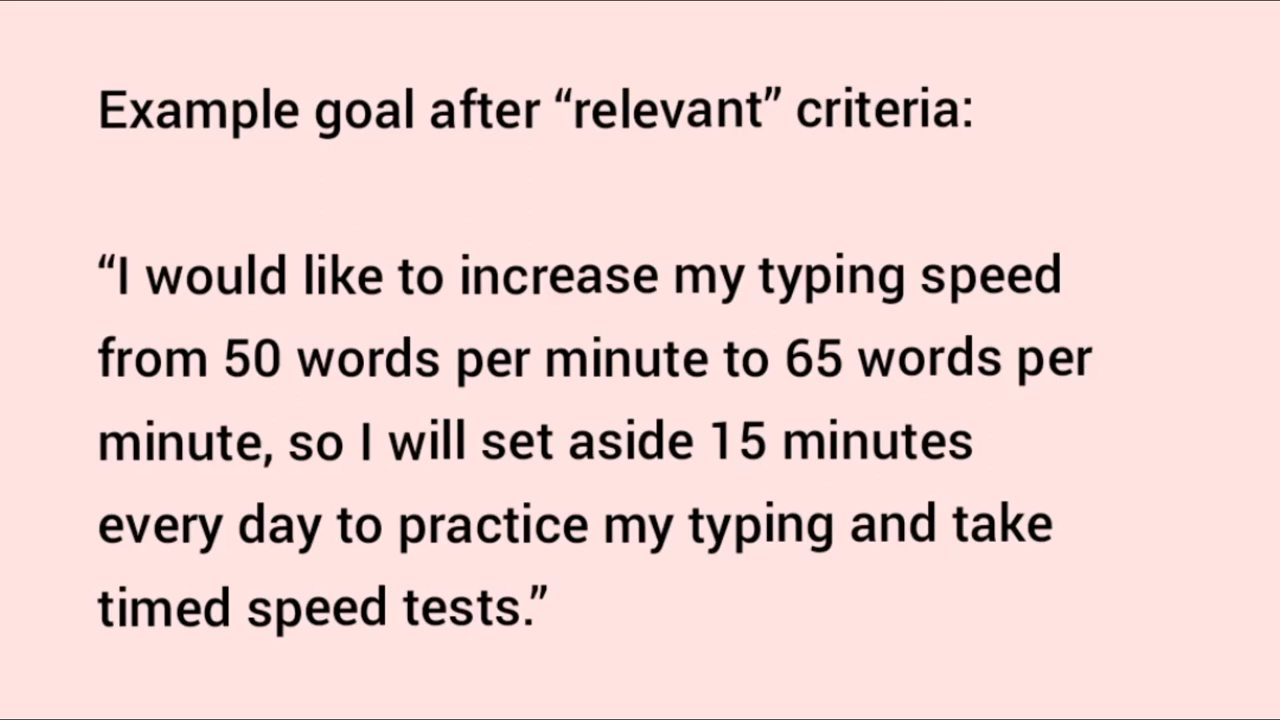 Example goal after “relevant” criteria:
“I would like to increase my typing speed
from 50 words per minute to 65 words per
minute, so I will set aside 15 minutes
every day to practice my typing and take
timed speed tests.”